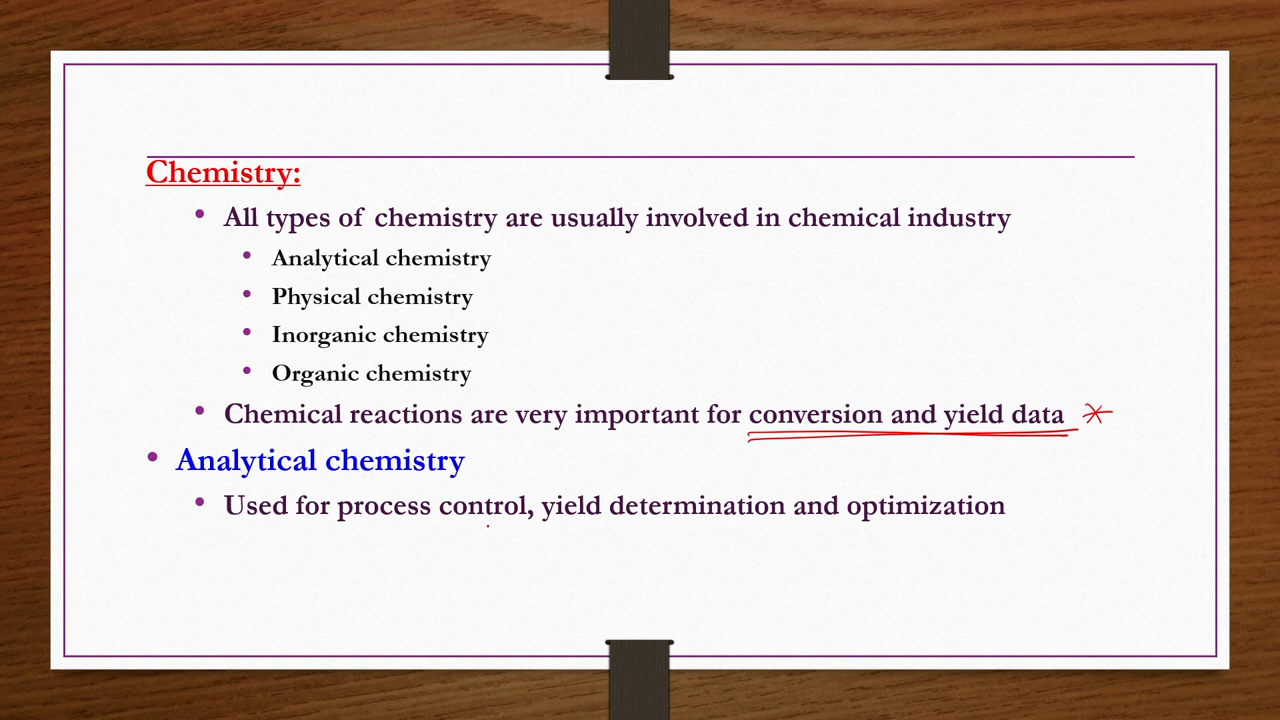 Chemistry:
• All types of chemistry are usually involved in chemical industry
• Analytical chemistry
• Physical chemistry
• Inorganic chemistry
• Organic chemistry
• Chemical reactions are very important for conversion and yield data *
• Analytical chemistry
• Used for process control, yield determination and optimization